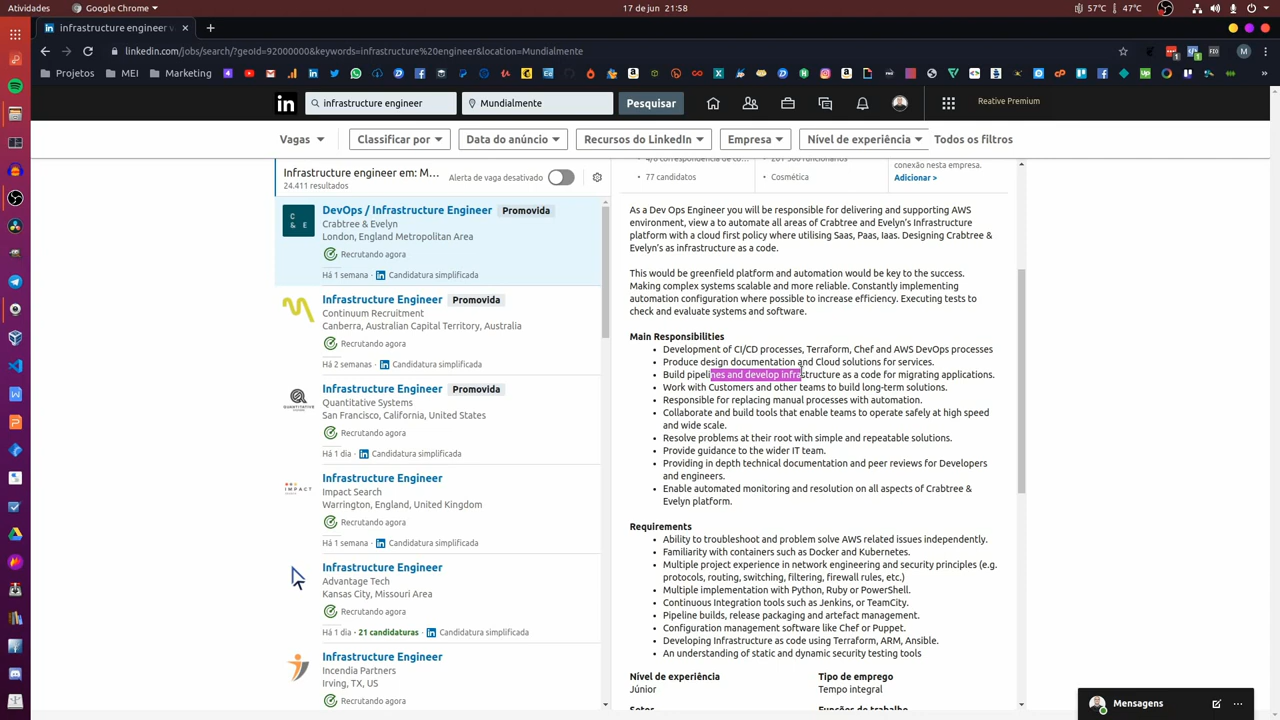 Atividades
Google Chrome
17 de jun 21:58
57°C
47°C
infrastructure engineer
linkedin.com/jobs/search/?geoId=92000000&keywords=infrastructure%20engineer&location=Mundialmente
Projetos
MEI
Marketing
in
infrastructure engineer
Mundialmente
Pesquisar
Reative Premium
Vagas
Classificar por
Data do anúncio
Recursos do LinkedIn
Empresa
Nível de experiência
Todos os filtros
Infrastructure engineer em: M...
24.411 resultados
Alerta de vaga desativado
DevOps / Infrastructure Engineer
Promovida
Crabtree & Evelyn
London, England Metropolitan Area
Recrutando agora
Há 1 semana · Candidatura simplificada
Infrastructure Engineer
Promovida
Continuum Recruitment
Canberra, Australian Capital Territory, Australia
Recrutando agora
Há 2 semanas · Candidatura simplificada
Infrastructure Engineer
Promovida
Quantitative Systems
San Francisco, California, United States
Recrutando agora
Há 1 dia · Candidatura simplificada
Infrastructure Engineer
Impact Search
Warrington, England, United Kingdom
Recrutando agora
Há 1 semana · Candidatura simplificada
Infrastructure Engineer
Advantage Tech
Kansas City, Missouri Area
Recrutando agora
Há 1 dia · 21 candidaturas · Candidatura simplificada
Infrastructure Engineer
Incendia Partners
Irving, TX, US
Recrutando agora
77 candidatos
Cosmética
conexão nesta empresa.
Adicionar >
As a Dev Ops Engineer you will be responsible for delivering and supporting AWS
environment, view a to automate all areas of Crabtree and Evelyn's Infrastructure
platform with a cloud first policy where utilising Saas, Paas, Iaas. Designing Crabtree &
Evelyn's as infrastructure as a code.
This would be greenfield platform and automation would be key to the success.
Making complex systems scalable and more reliable. Constantly implementing
automation configuration where possible to increase efficiency. Executing tests to
check and evaluate systems and software.
Main Responsibilities
Development of CI/CD processes, Terraform, Chef and AWS DevOps processes
Produce design documentation and Cloud solutions for services.
Build pipelines and develop infrastructure as a code for migrating applications.
Work with Customers and other teams to build long-term solutions.
Responsible for replacing manual processes with automation.
Collaborate and build tools that enable teams to operate safely at high speed
and wide scale.
Resolve problems at their root with simple and repeatable solutions.
Provide guidance to the wider IT team.
Providing in depth technical documentation and peer reviews for Developers
and engineers.
Enable automated monitoring and resolution on all aspects of Crabtree &
Evelyn platform.
Requirements
Ability to troubleshoot and problem solve AWS related issues independently.
Familiarity with containers such as Docker and Kubernetes.
Multiple project experience in network engineering and security principles (e.g.
protocols, routing, switching, filtering, firewall rules, etc.)
Multiple implementation with Python, Ruby or PowerShell.
Continuous Integration tools such as Jenkins, or TeamCity.
Pipeline builds, release packaging and artefact management.
Configuration management software like Chef or Puppet.
Developing Infrastructure as code using Terraform, ARM, Ansible.
An understanding of static and dynamic security testing tools
Nível de experiência
Júnior
Tipo de emprego
Tempo integral
Mensagens